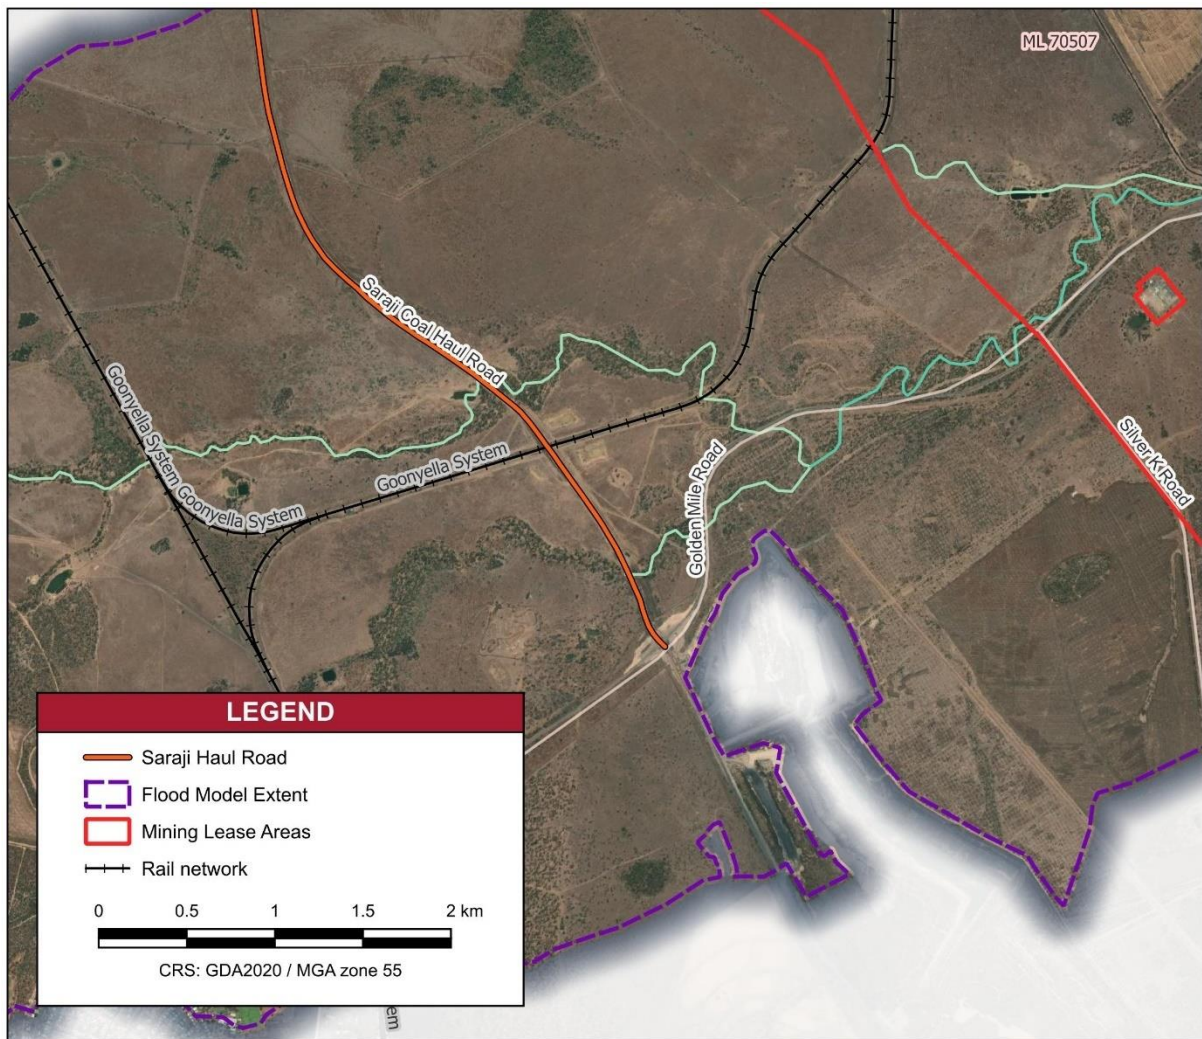 ML 70507
Saraji Coal Haul Road
Goonyella System
Goonyella System
Goonyella System
Golden Mile Road
Silver K Road
LEGEND
Saraji Haul Road
Flood Model Extent
Mining Lease Areas
Rail network
0 0.5 1 1.5 2 km
CRS: GDA2020 / MGA zone 55